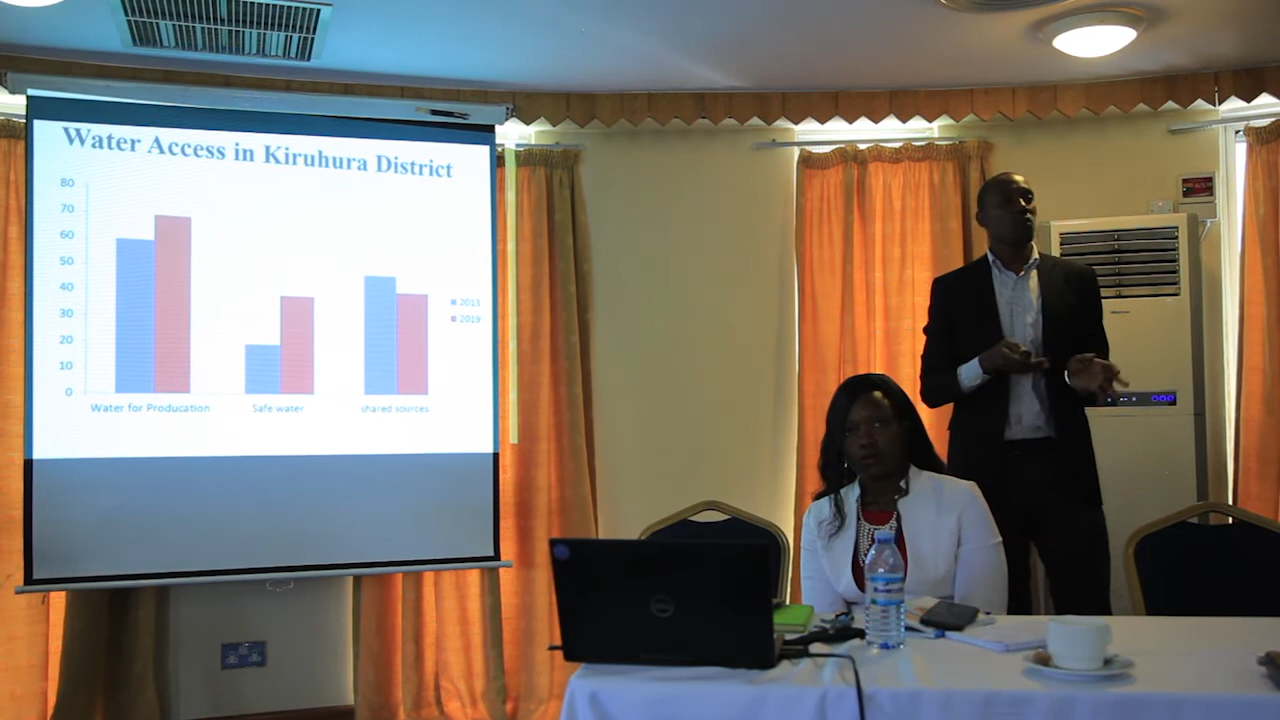 Water Access in Kiruhura District
80
70
60
50
40
30
20
10
0
2013
2019
Water for Producation
Safe water
shared sources
DELL